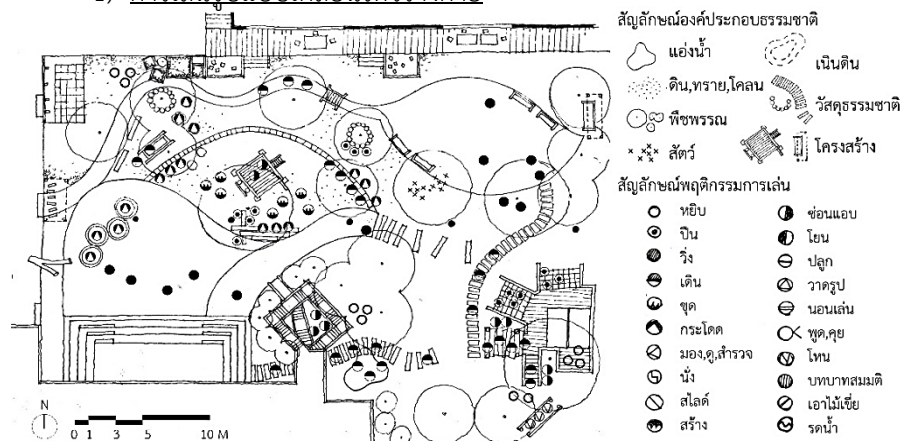 สัญลักษณ์องค์ประกอบธรรมชาติ
แอ่งน้ำ
เนินดิน
ดิน,ทราย,โคลน
วัสดุธรรมชาติ
พืชพรรณ
สัตว์
โครงสร้าง
สัญลักษณ์พฤติกรรมการเล่น
หยิบ
ซ่อนแอบ
ปีน
โยน
วิ่ง
ปลูก
เดิน
วาดรูป
ขุด
นอนเล่น
กระโดด
พูด,คุย
มอง,ดู,สำรวจ
โหน
นั่ง
บทบาทสมมติ
สไลด์
เอาไม้เขี่ย
สร้าง
รดน้ำ
N
0 1 3 5 10 M